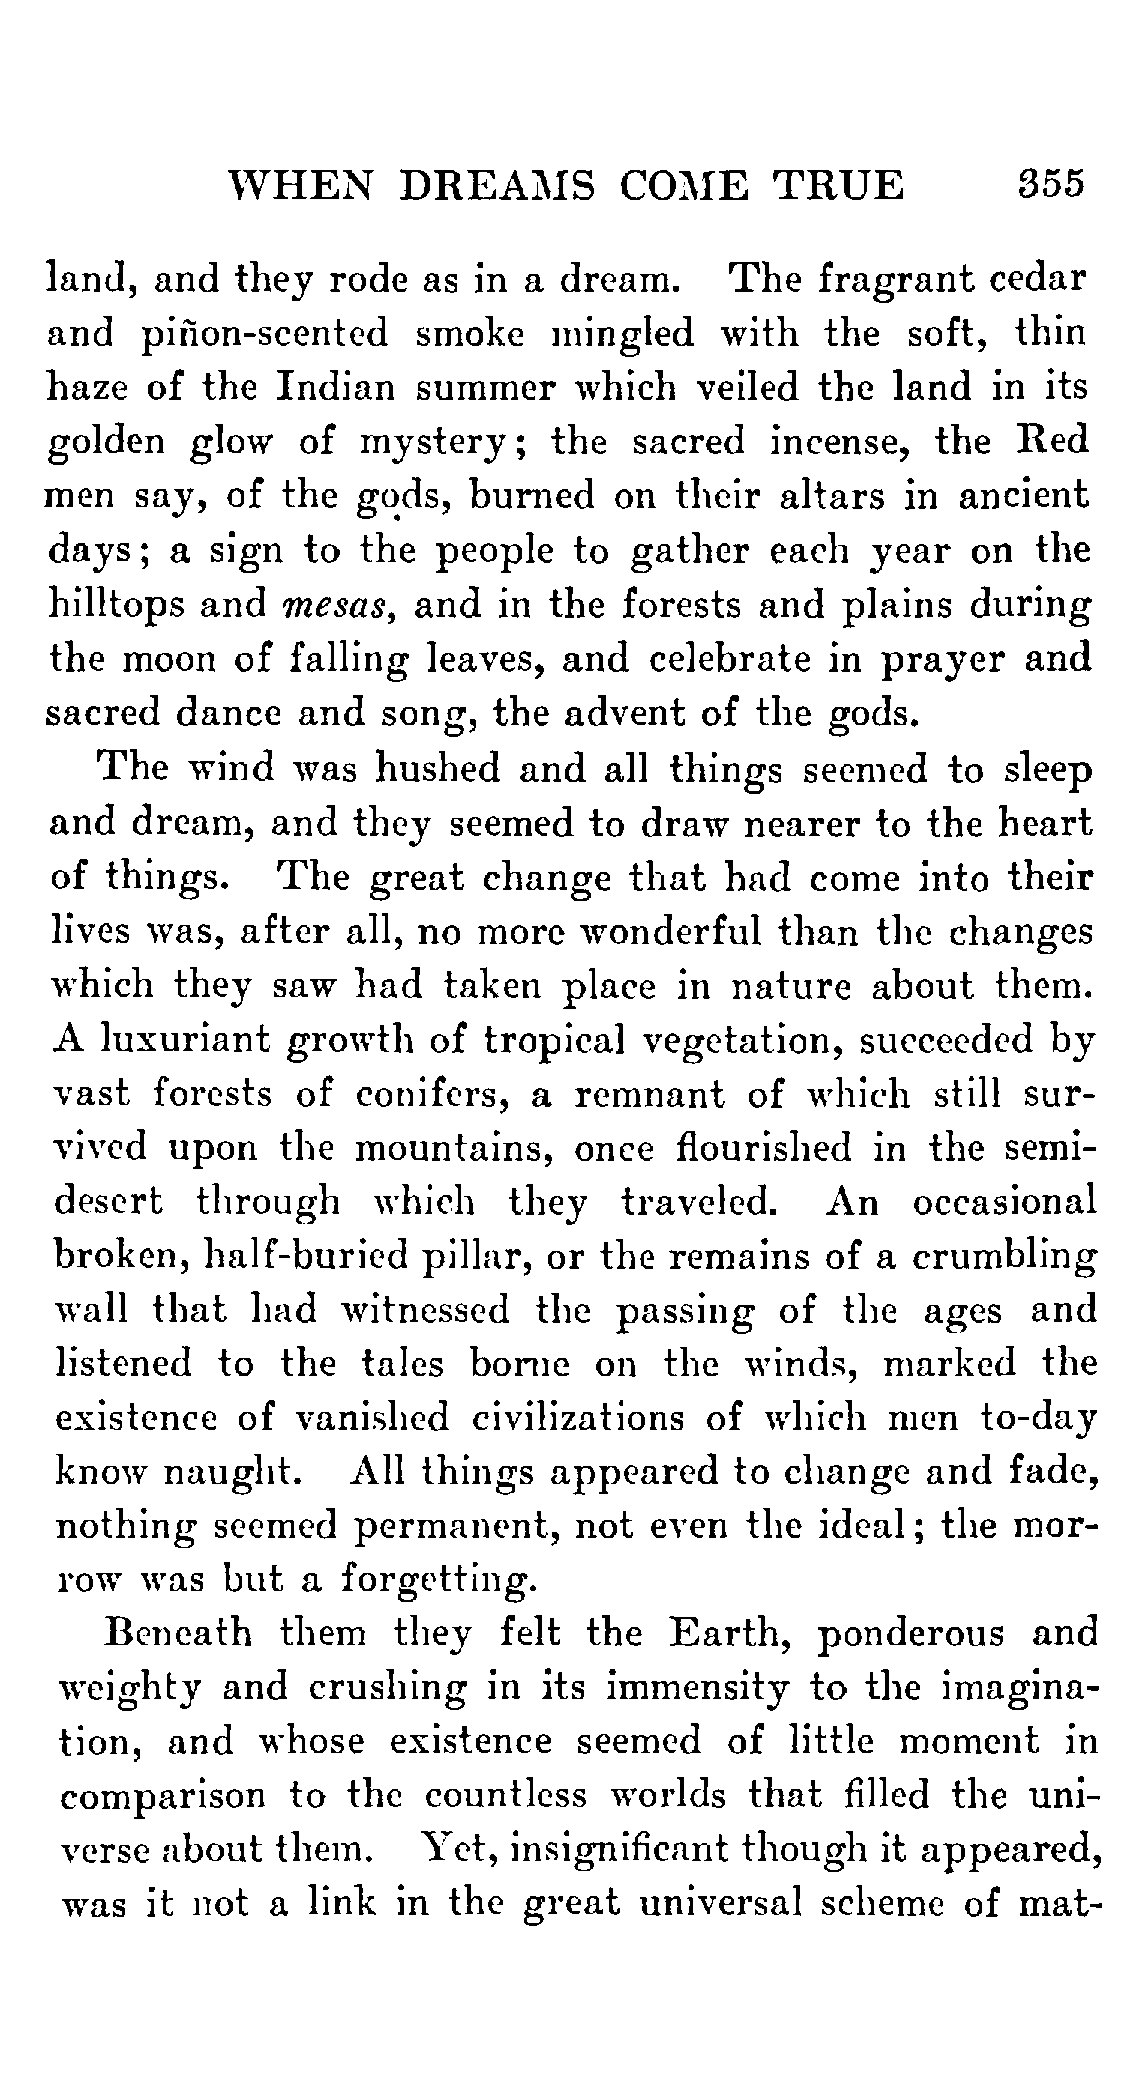 WHEN DREAMS COME TRUE 355
land, and they rode as in a dream. The fragrant cedar
and piñon-scented smoke mingled with the soft, thin
haze of the Indian summer which veiled the land in its
golden glow of mystery; the sacred incense, the Red
men say, of the gods, burned on their altars in ancient
days; a sign to the people to gather each year on the
hilltops and mesas, and in the forests and plains during
the moon of falling leaves, and celebrate in prayer and
sacred dance and song, the advent of the gods.
The wind was hushed and all things seemed to sleep
and dream, and they seemed to draw nearer to the heart
of things. The great change that had come into their
lives was, after all, no more wonderful than the changes
which they saw had taken place in nature about them.
A luxuriant growth of tropical vegetation, succeeded by
vast forests of conifers, a remnant of which still sur-
vived upon the mountains, once flourished in the semi-
desert through which they traveled. An occasional
broken, half-buried pillar, or the remains of a crumbling
wall that had witnessed the passing of the ages and
listened to the tales borne on the winds, marked the
existence of vanished civilizations of which men to-day
know naught. All things appeared to change and fade,
nothing seemed permanent, not even the ideal; the mor-
row was but a forgetting.
Beneath them they felt the Earth, ponderous and
weighty and crushing in its immensity to the imagina-
tion, and whose existence seemed of little moment in
comparison to the countless worlds that filled the uni-
verse about them. Yet, insignificant though it appeared,
was it not a link in the great universal scheme of mat-